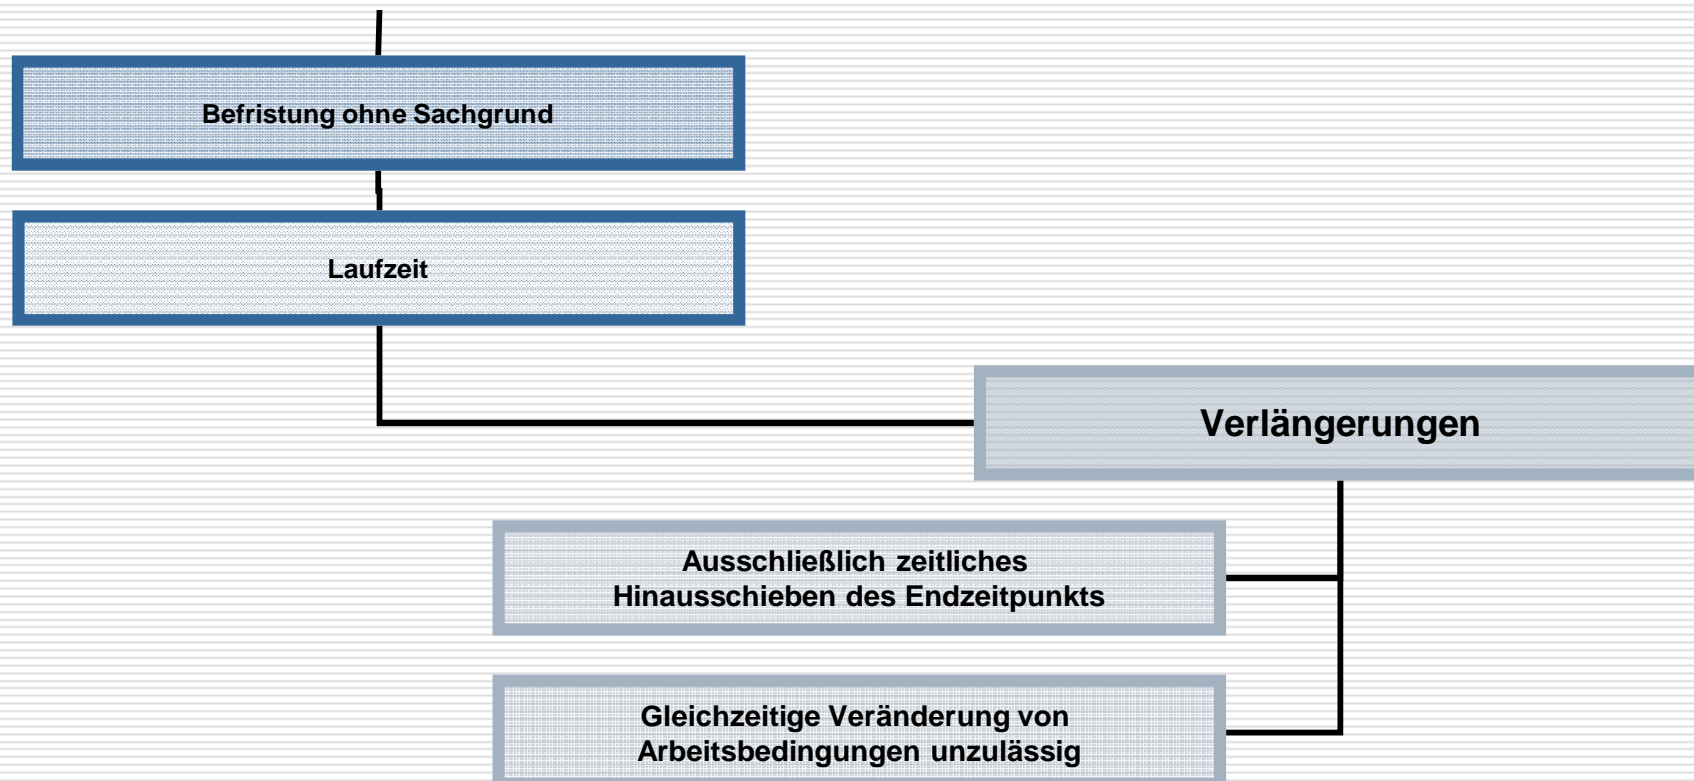 Befristung ohne Sachgrund
Laufzeit
Verlängerungen
Ausschließlich zeitliches
Hinausschieben des Endzeitpunkts
Gleichzeitige Veränderung von
Arbeitsbedingungen unzulässig